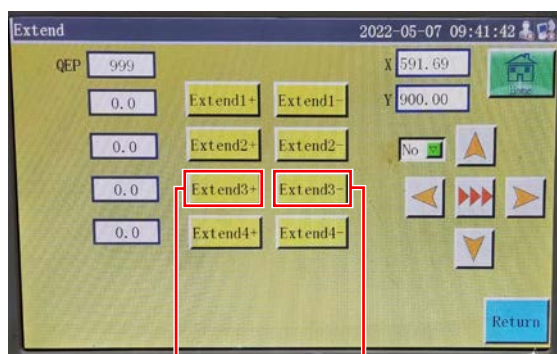 Extend 2022-05-07 09:41:42
QEP 999 X 591.69 Home
0.0 Extend1+ Extend1- Y 900.00
0.0 Extend2+ Extend2- No
0.0 Extend3+ Extend3-
0.0 Extend4+ Extend4-
Return